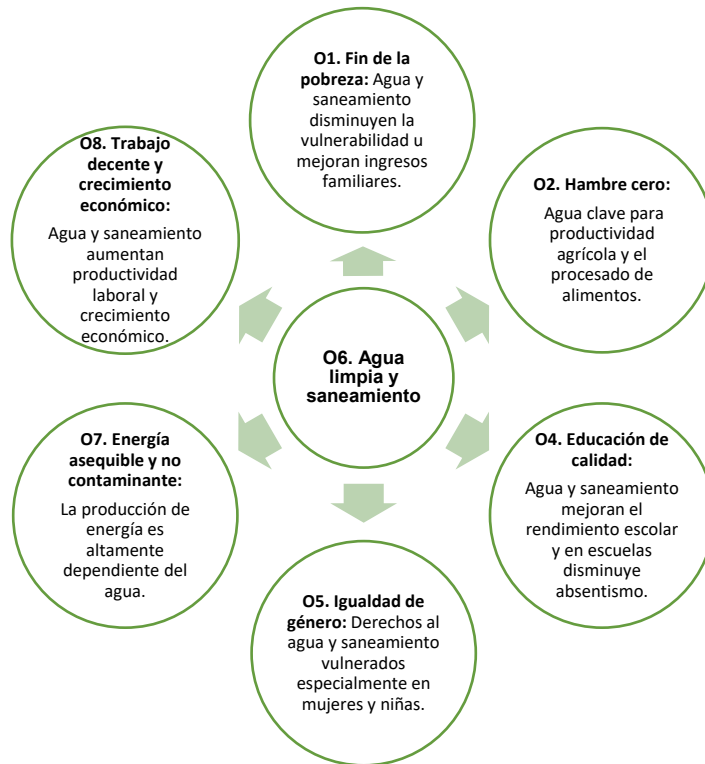 O1. Fin de la
pobreza: Agua y
saneamiento
disminuyen la
vulnerabilidad u
mejoran ingresos
familiares.
O2. Hambre cero:
Agua clave para
productividad
agrícola y el
procesado de
alimentos.
O4. Educación de
calidad:
Agua y saneamiento
mejoran el
rendimiento escolar
y en escuelas
disminuye
absentismo.
O5. Igualdad de
género: Derechos al
agua y saneamiento
vulnerados
especialmente en
mujeres y niñas.
O7. Energía
asequible y no
contaminante:
La producción de
energía es
altamente
dependiente del
agua.
O8. Trabajo
decente y
crecimiento
económico:
Agua y saneamiento
aumentan
productividad
laboral y
crecimiento
económico.
O6. Agua
limpia y
saneamiento